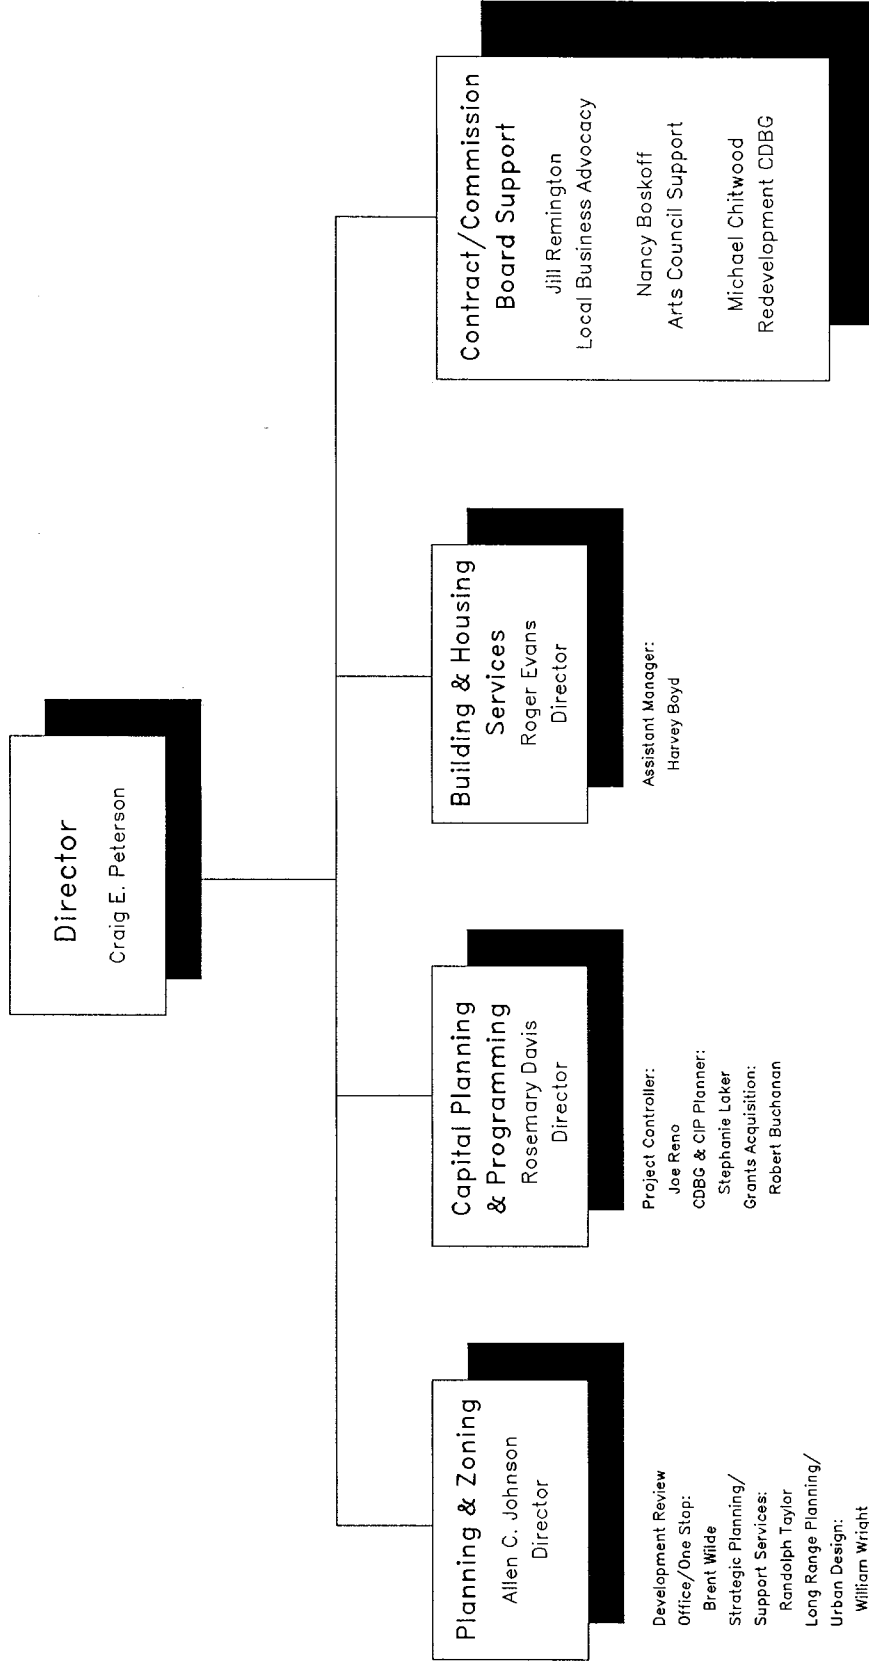 Director
Craig E. Peterson
Planning & Zoning
Allen C. Johnson
Director
Development Review
Office/One Stop:
Brent Wilde
Strategic Planning/
Support Services:
Randolph Taylor
Long Range Planning/
Urban Design:
William Wright
Capital Planning
& Programming
Rosemary Davis
Director
Project Controller:
Joe Reno
CDBG & CIP Planner:
Stephanie Loker
Grants Acquisition:
Robert Buchanan
Building & Housing
Services
Roger Evans
Director
Assistant Manager:
Harvey Boyd
Contract/Commission
Board Support
Jill Remington
Local Business Advocacy
Nancy Boskoff
Arts Council Support
Michael Chitwood
Redevelopment CDBG